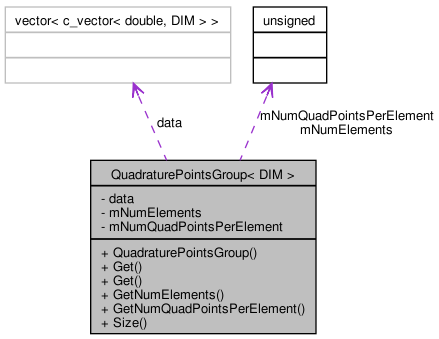 vector< c_vector< double, DIM > >
unsigned
data
mNumQuadPointsPerElement
mNumElements
QuadraturePointsGroup< DIM >
- data
- mNumElements
- mNumQuadPointsPerElement
+ QuadraturePointsGroup()
+ Get()
+ Get()
+ GetNumElements()
+ GetNumQuadPointsPerElement()
+ Size()